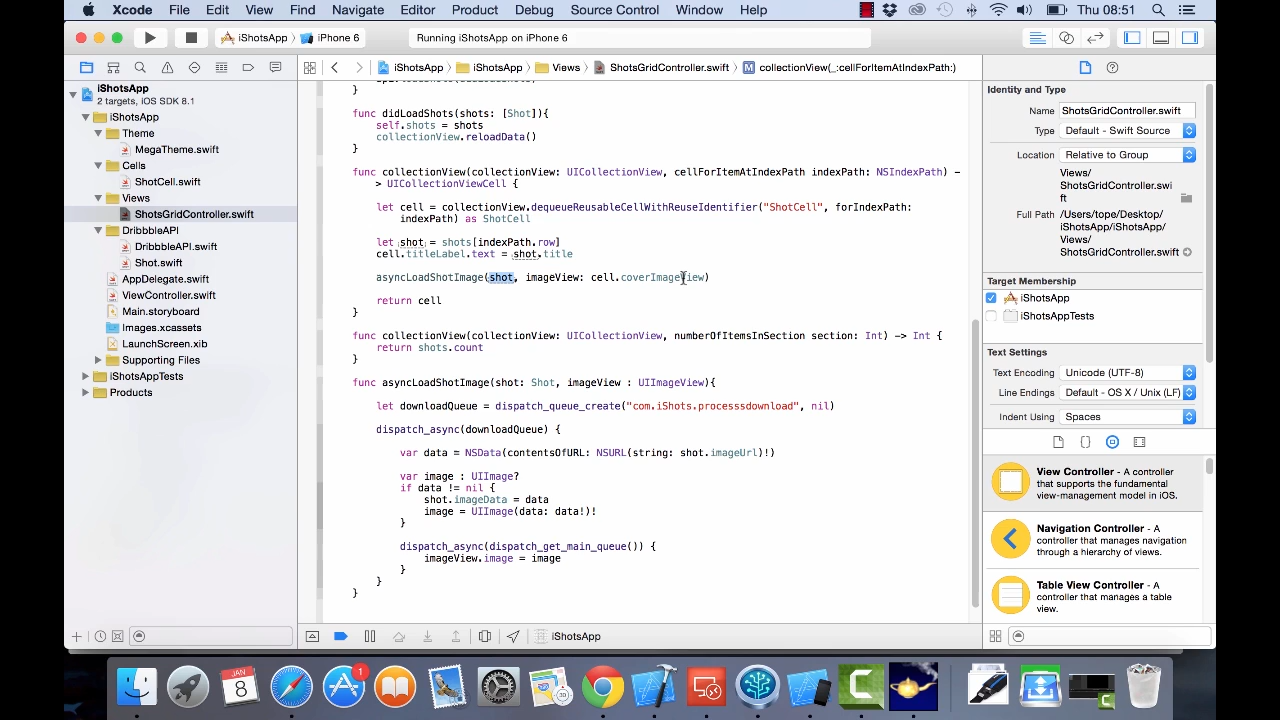 Xcode File Edit View Find Navigate Editor Product Debug Source Control Window Help Thu 08:51
iShotsApp iPhone 6 Running iShotsApp on iPhone 6
iShotsApp iShotsApp Views ShotsGridController.swift M collectionView(_:cellForItemAtIndexPath:)
iShotsApp
2 targets, iOS SDK 8.1
iShotsApp
Theme
MegaTheme.swift
Cells
ShotCell.swift
Views
ShotsGridController.swift
DribbbleAPI
DribbbleAPI.swift
Shot.swift
AppDelegate.swift
ViewController.swift
Main.storyboard
Images.xcassets
LaunchScreen.xib
Supporting Files
iShotsAppTests
Products
}
func didLoadShots(shots: [Shot]){
self.shots = shots
collectionView.reloadData()
}
func collectionView(collectionView: UICollectionView, cellForItemAtIndexPath indexPath: NSIndexPath) -
> UICollectionViewCell {
let cell = collectionView.dequeueReusableCellWithReuseIdentifier("ShotCell", forIndexPath:
indexPath) as ShotCell
let shot = shots[indexPath.row]
cell.titleLabel.text = shot.title
asyncLoadShotImage(shot, imageView: cell.coverImageView)
return cell
}
func collectionView(collectionView: UICollectionView, numberOfItemsInSection section: Int) -> Int {
return shots.count
}
func asyncLoadShotImage(shot: Shot, imageView : UIImageView){
let downloadQueue = dispatch_queue_create("com.iShots.processsdownload", nil)
dispatch_async(downloadQueue) {
var data = NSData(contentsOfURL: NSURL(string: shot.imageUrl)!)
var image : UIImage?
if data != nil {
shot.imageData = data
image = UIImage(data: data!)!
}
dispatch_async(dispatch_get_main_queue()) {
imageView.image = image
}
}
}
iShotsApp
Identity and Type
Name ShotsGridController.swift
Type Default - Swift Source
Location Relative to Group
Views/
ShotsGridController.swi
ft
Full Path /Users/tope/Desktop/
iShotsApp/iShotsApp/
Views/
ShotsGridController.swift
Target Membership
iShotsApp
iShotsAppTests
Text Settings
Text Encoding Unicode (UTF-8)
Line Endings Default - OS X / Unix (LF)
Indent Using Spaces
View Controller - A controller
that supports the fundamental
view-management model in iOS.
Navigation Controller - A
controller that manages navigation
through a hierarchy of views.
Table View Controller - A
controller that manages a table
view.
JAN
8
1